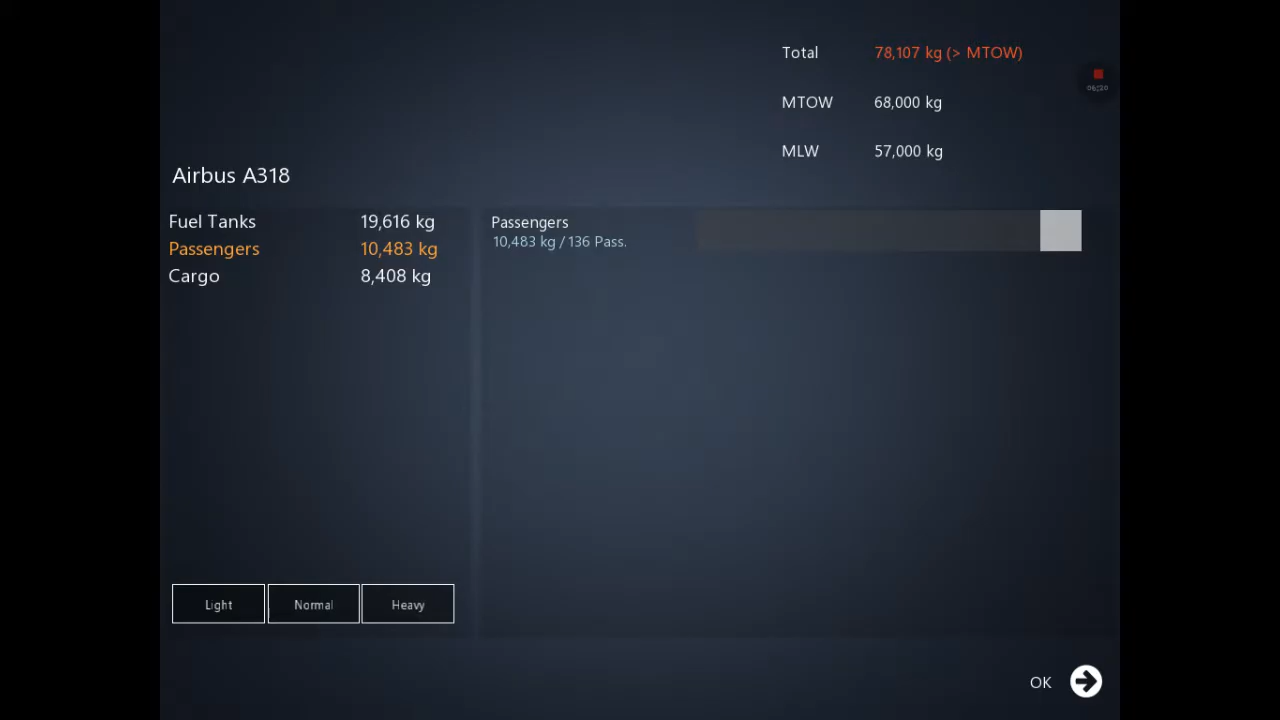 Total 78,107 kg (> MTOW)
06:20
MTOW 68,000 kg
MLW 57,000 kg
Airbus A318
Fuel Tanks 19,616 kg
Passengers 10,483 kg
Cargo 8,408 kg
Passengers
10,483 kg / 136 Pass.
Light Normal Heavy
OK